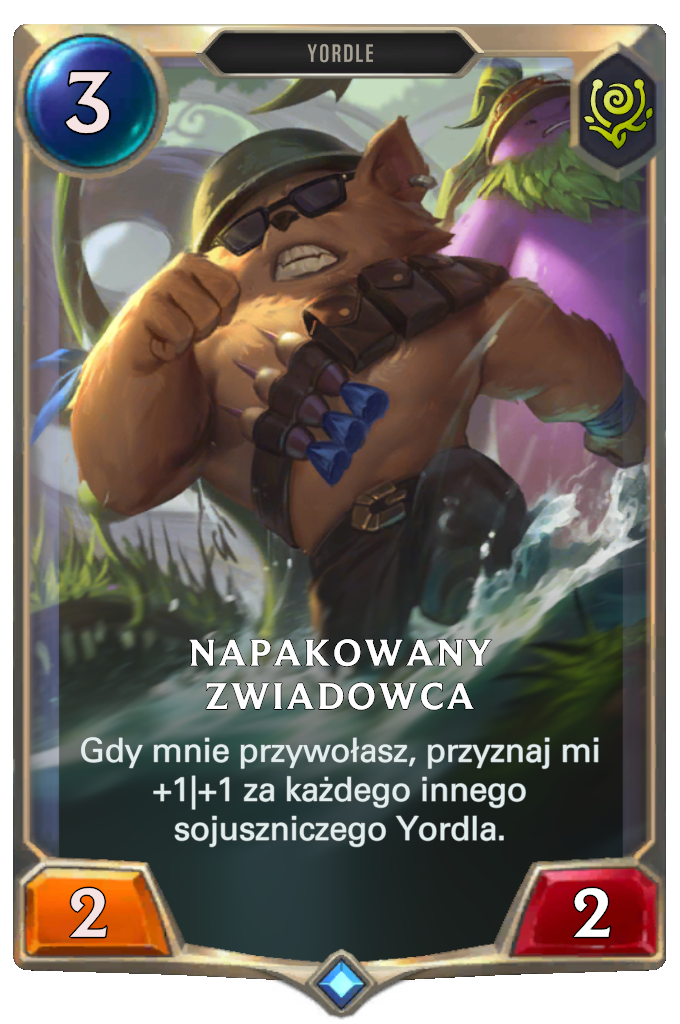 YORDLE
3
NAPAKOWANY
ZWIADOWCA
Gdy mnie przywołasz, przyznaj mi
+1|+1 za każdego innego
sojuszniczego Yordla.
2
2